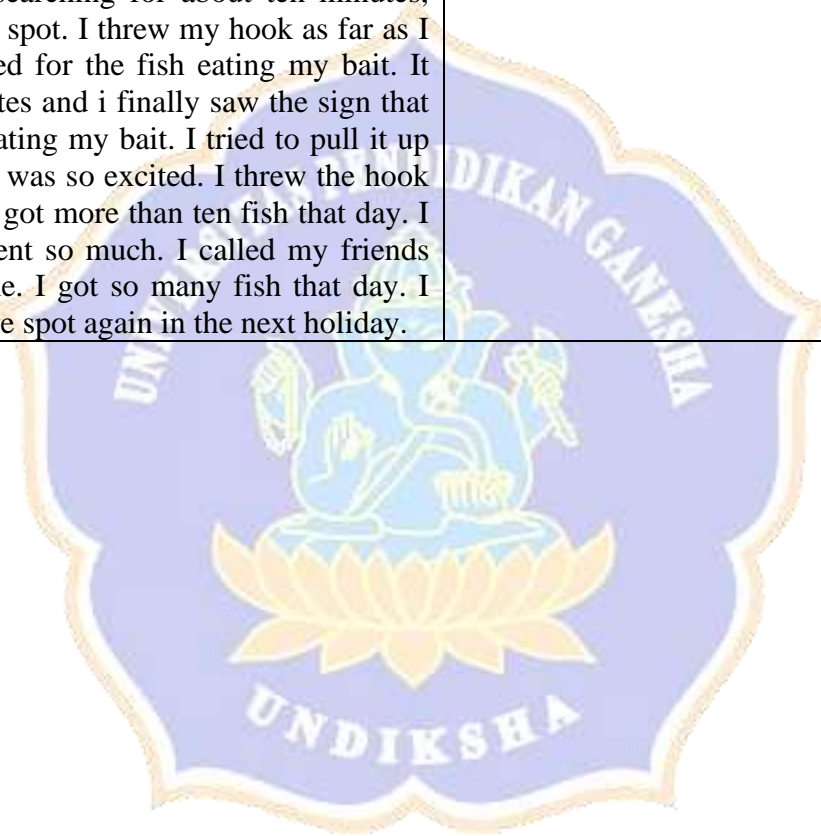 searching for about ten minutes,
spot. I threw my hook as far as I
ed for the fish eating my bait. It
tes and i finally saw the sign that
ating my bait. I tried to pull it up
was so excited. I threw the hook
got more than ten fish that day. I
ent so much. I called my friends
e. I got so many fish that day. I
e spot again in the next holiday.
UNIVERSITAS PENDIDIKAN GANESHA
UNDIKSHA